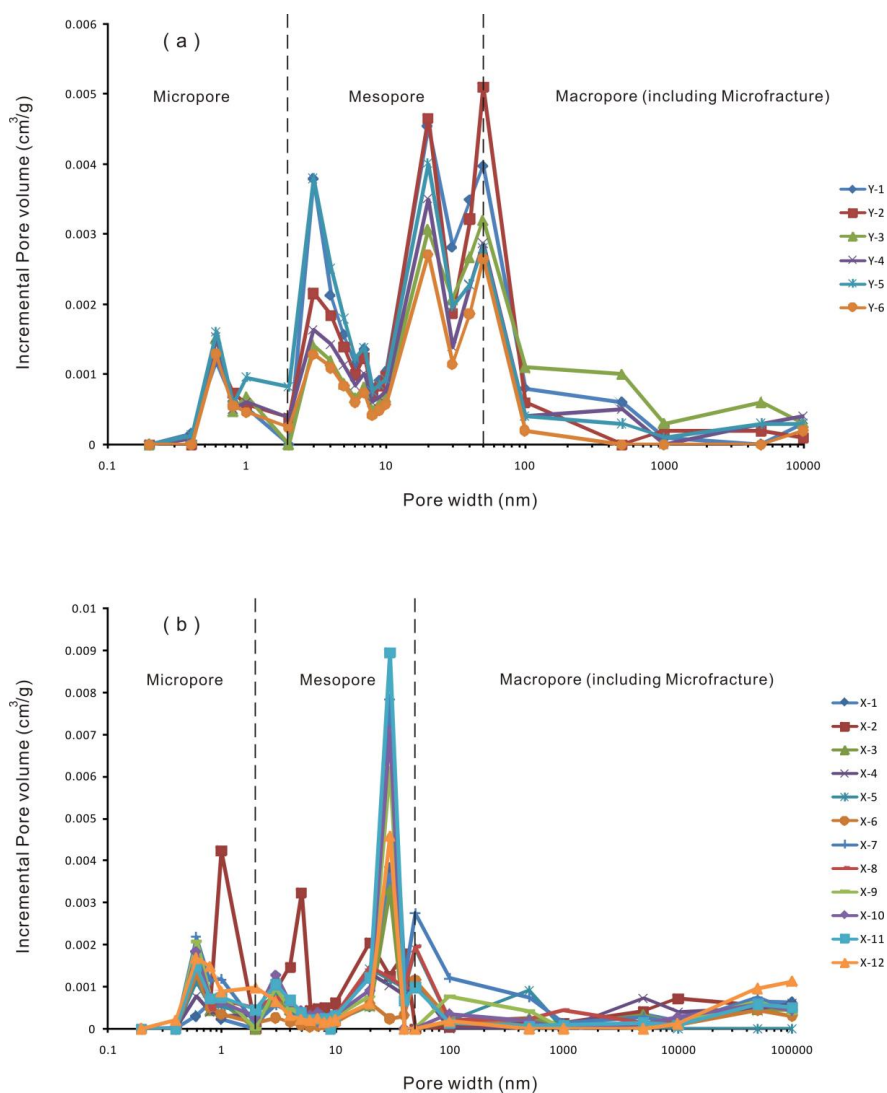 ( a )
Micropore
Mesopore
Macropore (including Microfracture)
Incremental Pore volume (cm³/g)
0.006
0.005
0.004
0.003
0.002
0.001
0
0.1
1
10
100
1000
10000
Pore width (nm)
Y-1
Y-2
Y-3
Y-4
Y-5
Y-6
( b )
Micropore
Mesopore
Macropore (including Microfracture)
Incremental Pore volume (cm³/g)
0.01
0.009
0.008
0.007
0.006
0.005
0.004
0.003
0.002
0.001
0
0.1
1
10
100
1000
10000
100000
Pore width (nm)
X-1
X-2
X-3
X-4
X-5
X-6
X-7
X-8
X-9
X-10
X-11
X-12